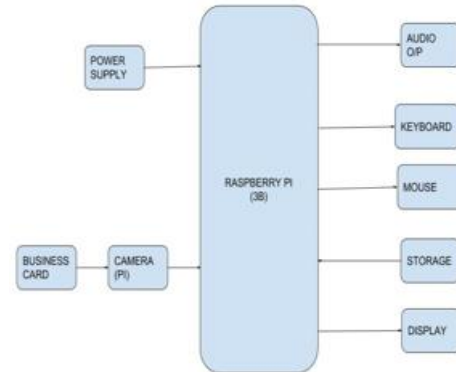 POWER
SUPPLY
BUSINESS
CARD
CAMERA
(PI)
RASPBERRY PI
(3B)
AUDIO
O/P
KEYBOARD
MOUSE
STORAGE
DISPLAY